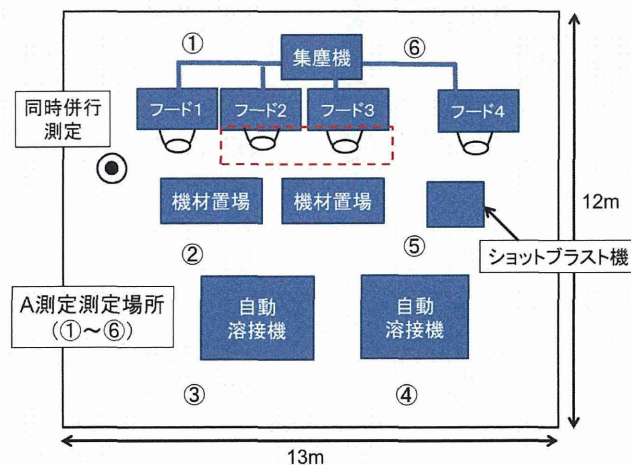 ①
集塵機
⑥
フード1
フード2
フード3
フード4
同時併行
測定
機材置場
機材置場
12m
②
⑤
ショットブラスト機
A測定測定場所
(①～⑥)
自動
溶接機
自動
溶接機
③
④
13m